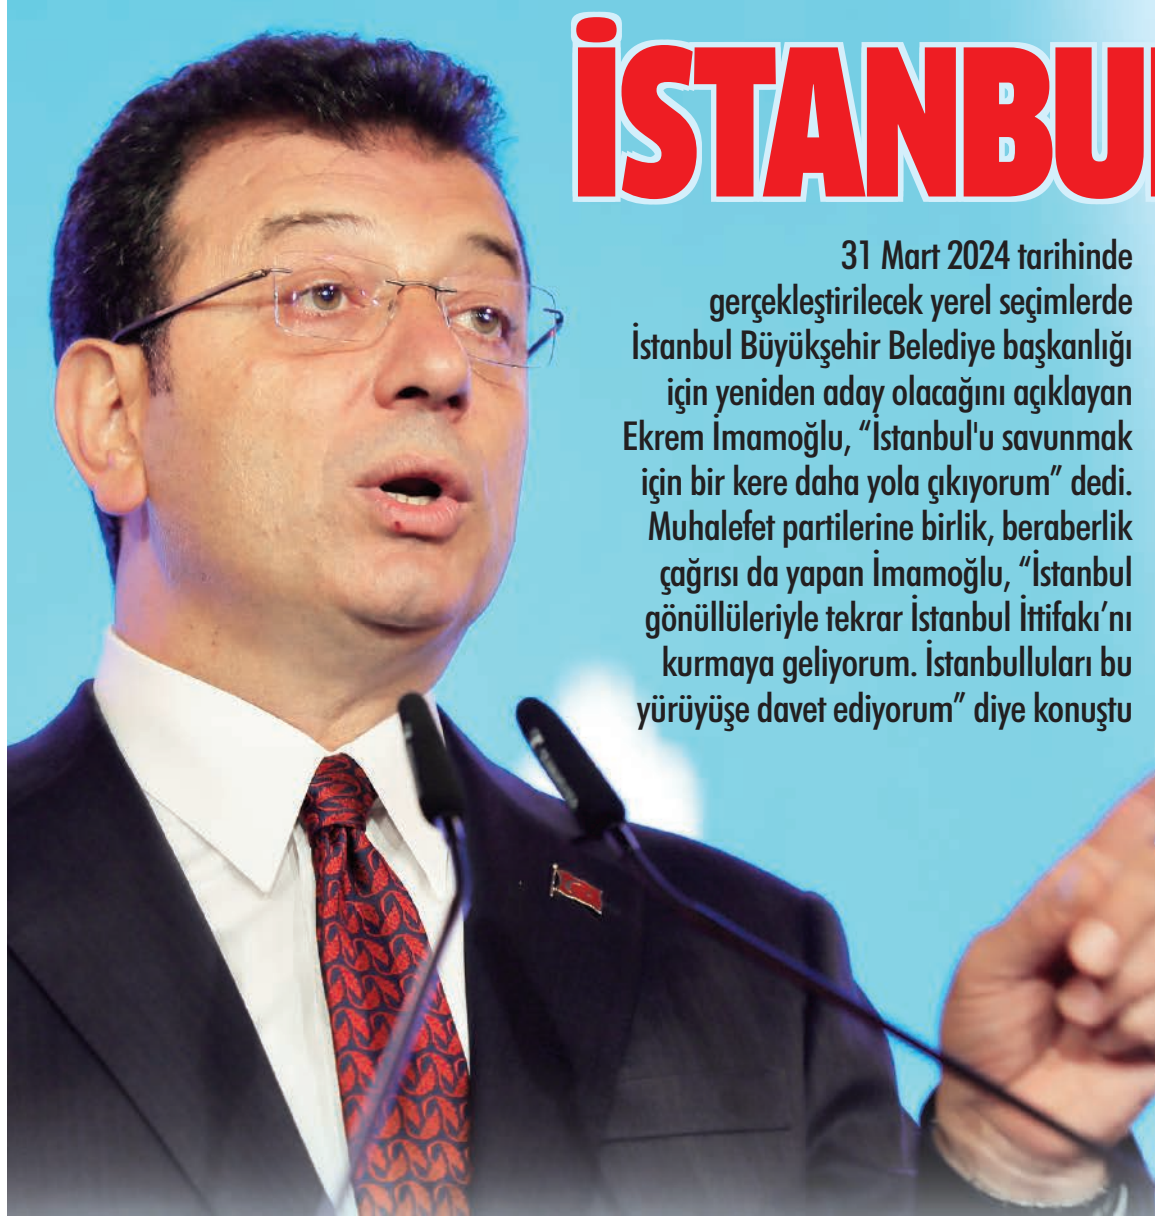 İSTANBUL
31 Mart 2024 tarihinde
gerçekleştirilecek yerel seçimlerde
İstanbul Büyükşehir Belediye başkanlığı
için yeniden aday olacağını açıklayan
Ekrem İmamoğlu, “İstanbul'u savunmak
için bir kere daha yola çıkıyorum” dedi.
Muhalefet partilerine birlik, beraberlik
çağrısı da yapan İmamoğlu, “İstanbul
gönüllüleriyle tekrar İstanbul İttifakı’nı
kurmaya geliyorum. İstanbulluları bu
yürüyüşe davet ediyorum” diye konuştu